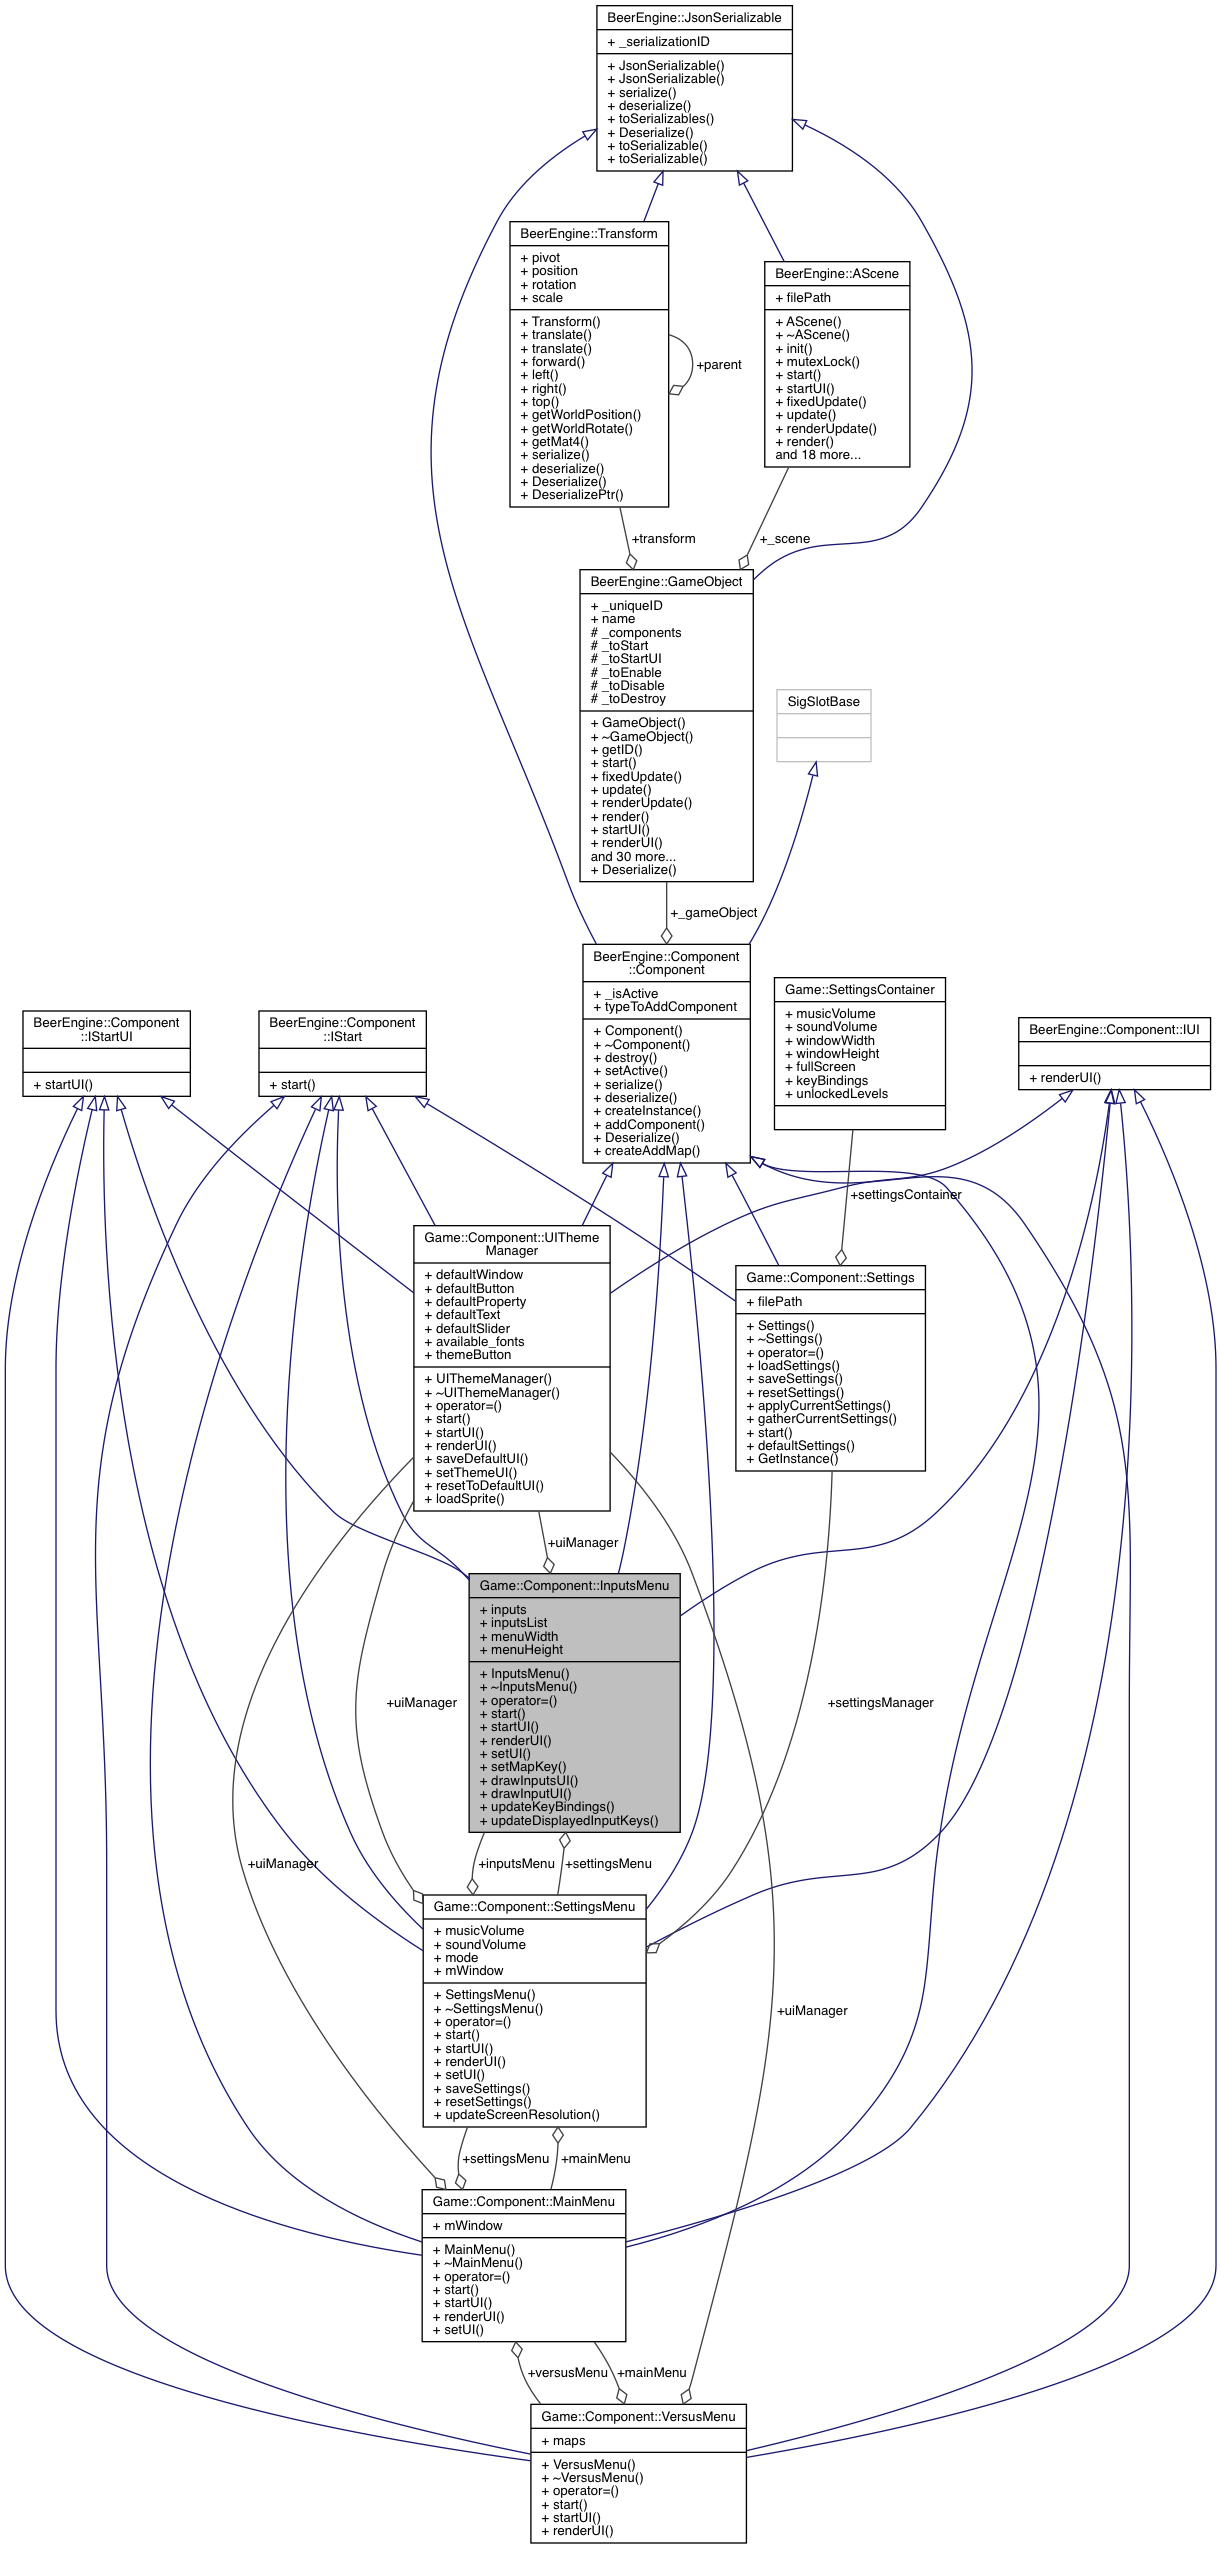 BeerEngine::JsonSerializable
+ _serializationID
+ JsonSerializable()
+ JsonSerializable()
+ serialize()
+ deserialize()
+ toSerializables()
+ Deserialize()
+ toSerializable()
+ toSerializable()
BeerEngine::Transform
+ pivot
+ position
+ rotation
+ scale
+ Transform()
+ translate()
+ translate()
+ forward()
+ left()
+ right()
+ top()
+ getWorldPosition()
+ getWorldRotate()
+ getMat4()
+ serialize()
+ deserialize()
+ Deserialize()
+ DeserializePtr()
+parent
BeerEngine::AScene
+ filePath
+ AScene()
+ ~AScene()
+ init()
+ mutexLock()
+ start()
+ startUI()
+ fixedUpdate()
+ update()
+ renderUpdate()
+ render()
and 18 more...
+transform
+_scene
BeerEngine::GameObject
+ _uniqueID
+ name
# _components
# _toStart
# _toStartUI
# _toEnable
# _toDisable
# _toDestroy
+ GameObject()
+ ~GameObject()
+ getID()
+ start()
+ fixedUpdate()
+ update()
+ renderUpdate()
+ render()
+ startUI()
+ renderUI()
and 30 more...
+ Deserialize()
SigSlotBase
+_gameObject
BeerEngine::Component
::Component
+ _isActive
+ typeToAddComponent
+ Component()
+ ~Component()
+ destroy()
+ setActive()
+ serialize()
+ deserialize()
+ createInstance()
+ addComponent()
+ Deserialize()
+ createAddMap()
Game::SettingsContainer
+ musicVolume
+ soundVolume
+ windowWidth
+ windowHeight
+ fullScreen
+ keyBindings
+ unlockedLevels
BeerEngine::Component
::IStartUI
+ startUI()
BeerEngine::Component
::IStart
+ start()
BeerEngine::Component::IUI
+ renderUI()
+settingsContainer
Game::Component::UITheme
Manager
+ defaultWindow
+ defaultButton
+ defaultProperty
+ defaultText
+ defaultSlider
+ available_fonts
+ themeButton
+ UIThemeManager()
+ ~UIThemeManager()
+ operator=()
+ start()
+ startUI()
+ renderUI()
+ saveDefaultUI()
+ setThemeUI()
+ resetToDefaultUI()
+ loadSprite()
Game::Component::Settings
+ filePath
+ Settings()
+ ~Settings()
+ operator=()
+ loadSettings()
+ saveSettings()
+ resetSettings()
+ applyCurrentSettings()
+ gatherCurrentSettings()
+ start()
+ defaultSettings()
+ GetInstance()
+uiManager
Game::Component::InputsMenu
+ inputs
+ inputsList
+ menuWidth
+ menuHeight
+ InputsMenu()
+ ~InputsMenu()
+ operator=()
+ start()
+ startUI()
+ renderUI()
+ setUI()
+ setMapKey()
+ drawInputsUI()
+ drawInputUI()
+ updateKeyBindings()
+ updateDisplayedInputKeys()
+uiManager
+settingsManager
+uiManager
+inputsMenu
+settingsMenu
Game::Component::SettingsMenu
+ musicVolume
+ soundVolume
+ mode
+ mWindow
+ SettingsMenu()
+ ~SettingsMenu()
+ operator=()
+ start()
+ startUI()
+ renderUI()
+ setUI()
+ saveSettings()
+ resetSettings()
+ updateScreenResolution()
+uiManager
+settingsMenu
+mainMenu
Game::Component::MainMenu
+ mWindow
+ MainMenu()
+ ~MainMenu()
+ operator=()
+ start()
+ startUI()
+ renderUI()
+ setUI()
+versusMenu
+mainMenu
Game::Component::VersusMenu
+ maps
+ VersusMenu()
+ ~VersusMenu()
+ operator=()
+ start()
+ startUI()
+ renderUI()